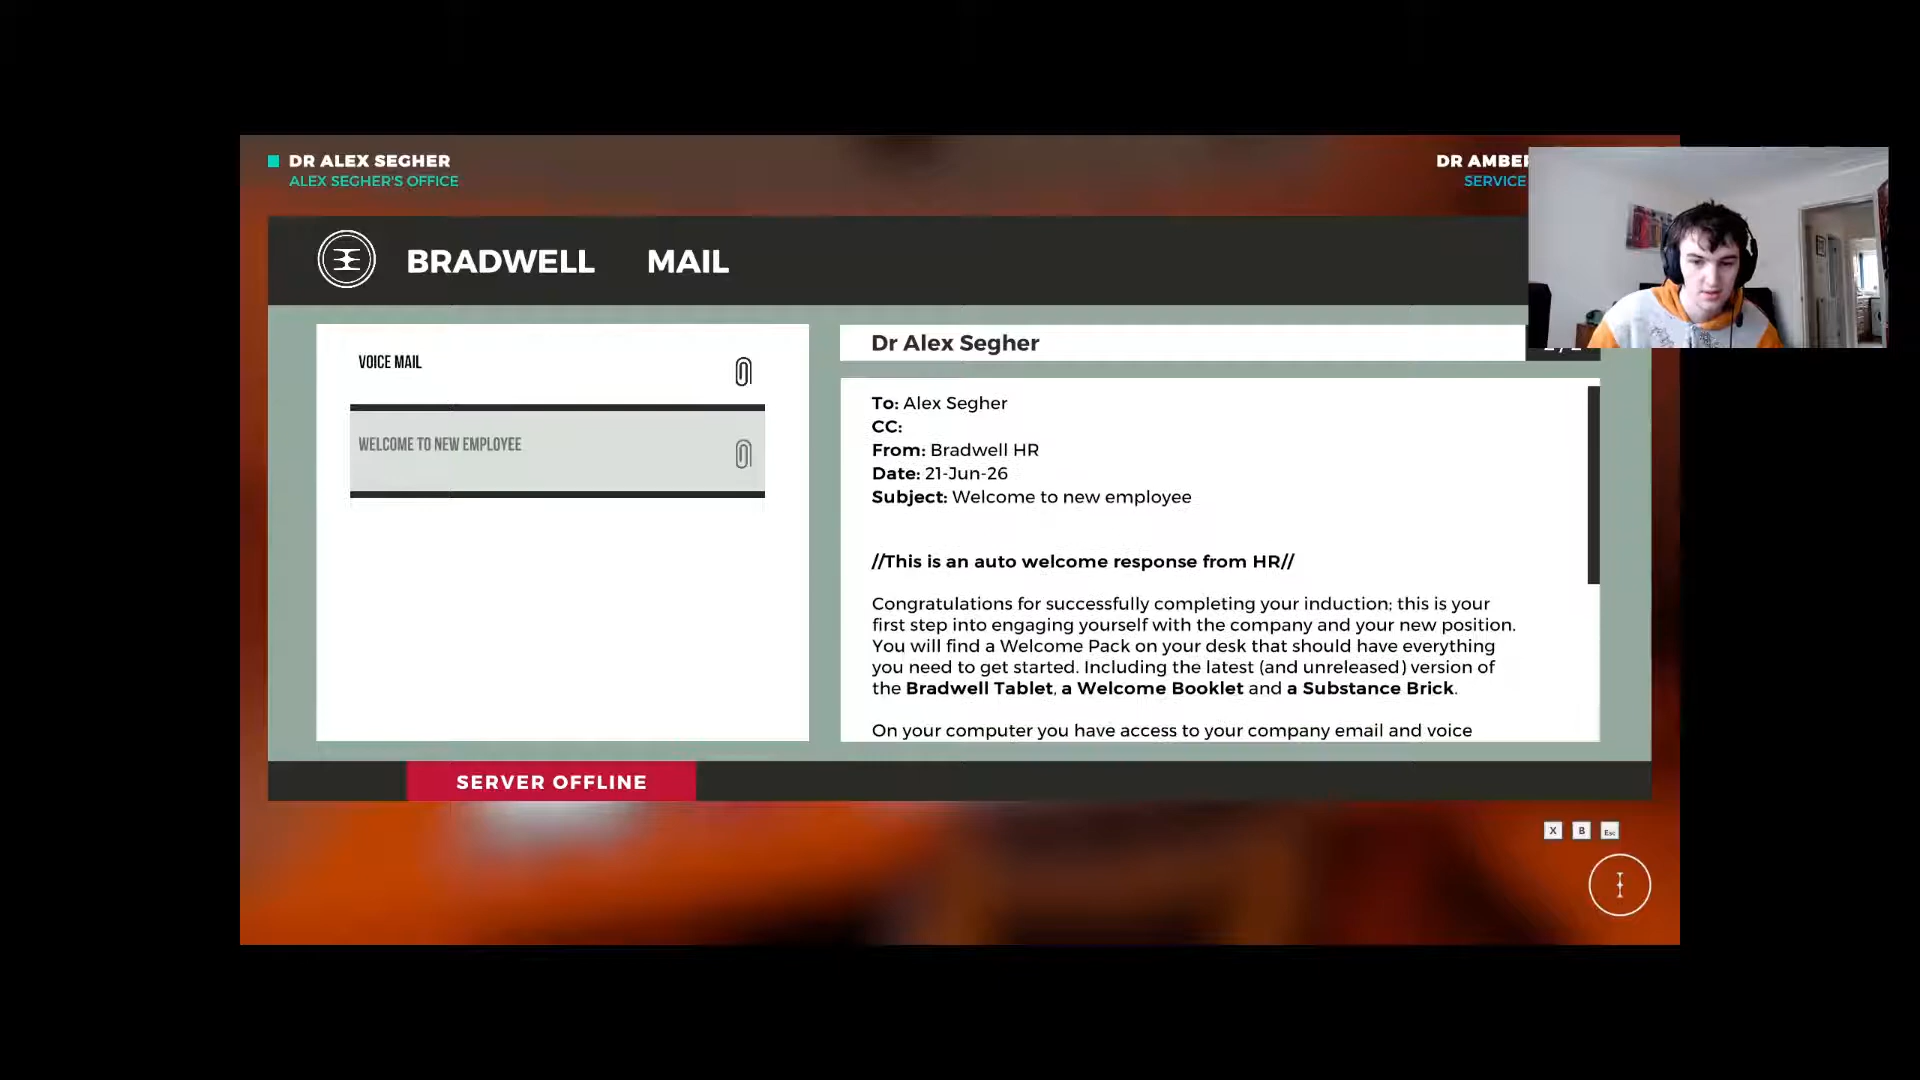 DR ALEX SEGHER
ALEX SEGHER'S OFFICE
DR AMBER
SERVICE
BRADWELL MAIL
VOICE MAIL
WELCOME TO NEW EMPLOYEE
Dr Alex Segher
To: Alex Segher
CC:
From: Bradwell HR
Date: 21-Jun-26
Subject: Welcome to new employee
//This is an auto welcome response from HR//
Congratulations for successfully completing your induction; this is your
first step into engaging yourself with the company and your new position.
You will find a Welcome Pack on your desk that should have everything
you need to get started. Including the latest (and unreleased) version of
the Bradwell Tablet, a Welcome Booklet and a Substance Brick.
On your computer you have access to your company email and voice
SERVER OFFLINE
X B Esc